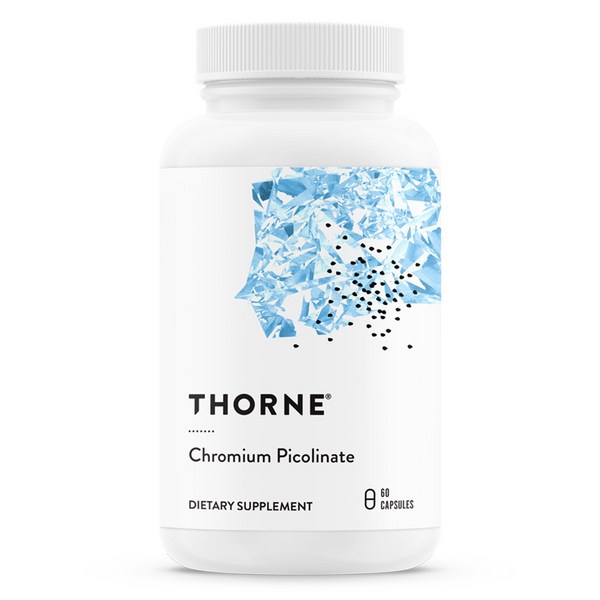 THORNE®
Chromium Picolinate
DIETARY SUPPLEMENT
60
CAPSULES